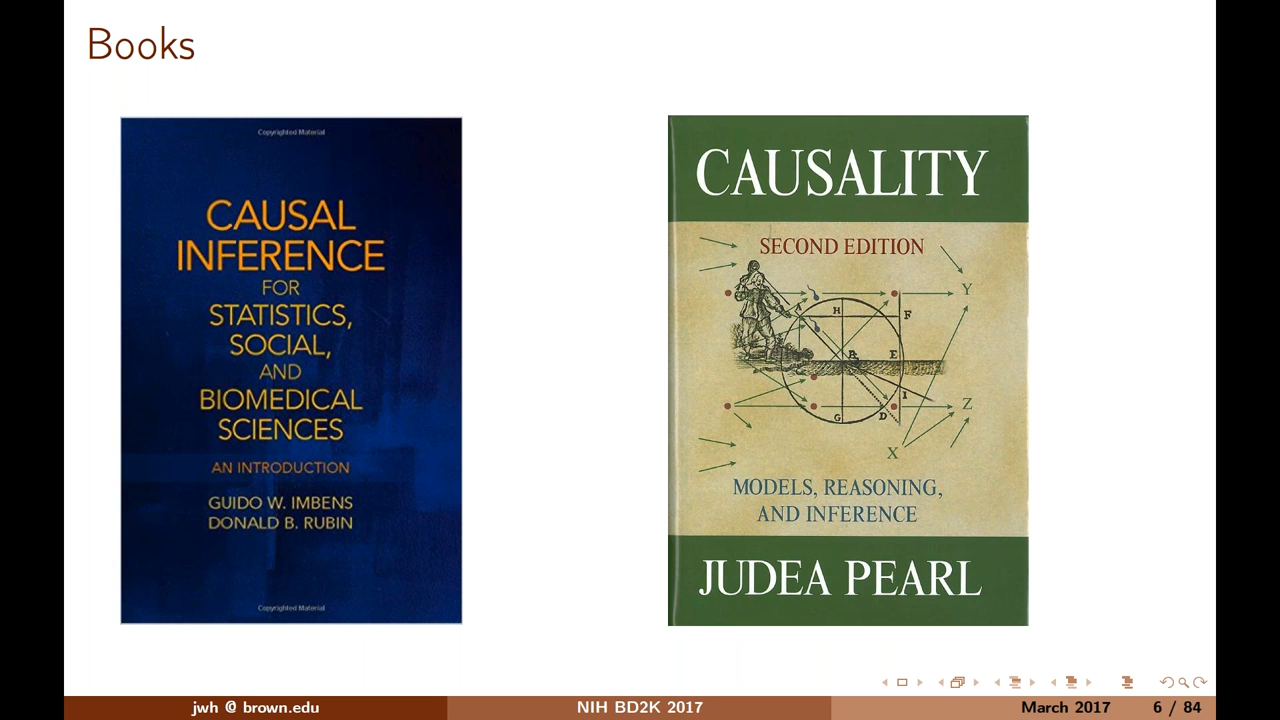 Books
Copyrighted Material
CAUSAL
INFERENCE
FOR
STATISTICS,
SOCIAL,
AND
BIOMEDICAL
SCIENCES
AN INTRODUCTION
GUIDO W. IMBENS
DONALD B. RUBIN
Copyrighted Material
CAUSALITY
SECOND EDITION
Y
A H F
B E
I
Z
G D
X
MODELS, REASONING,
AND INFERENCE
JUDEA PEARL
jwh @ brown.edu NIH BD2K 2017 March 2017 6 / 84